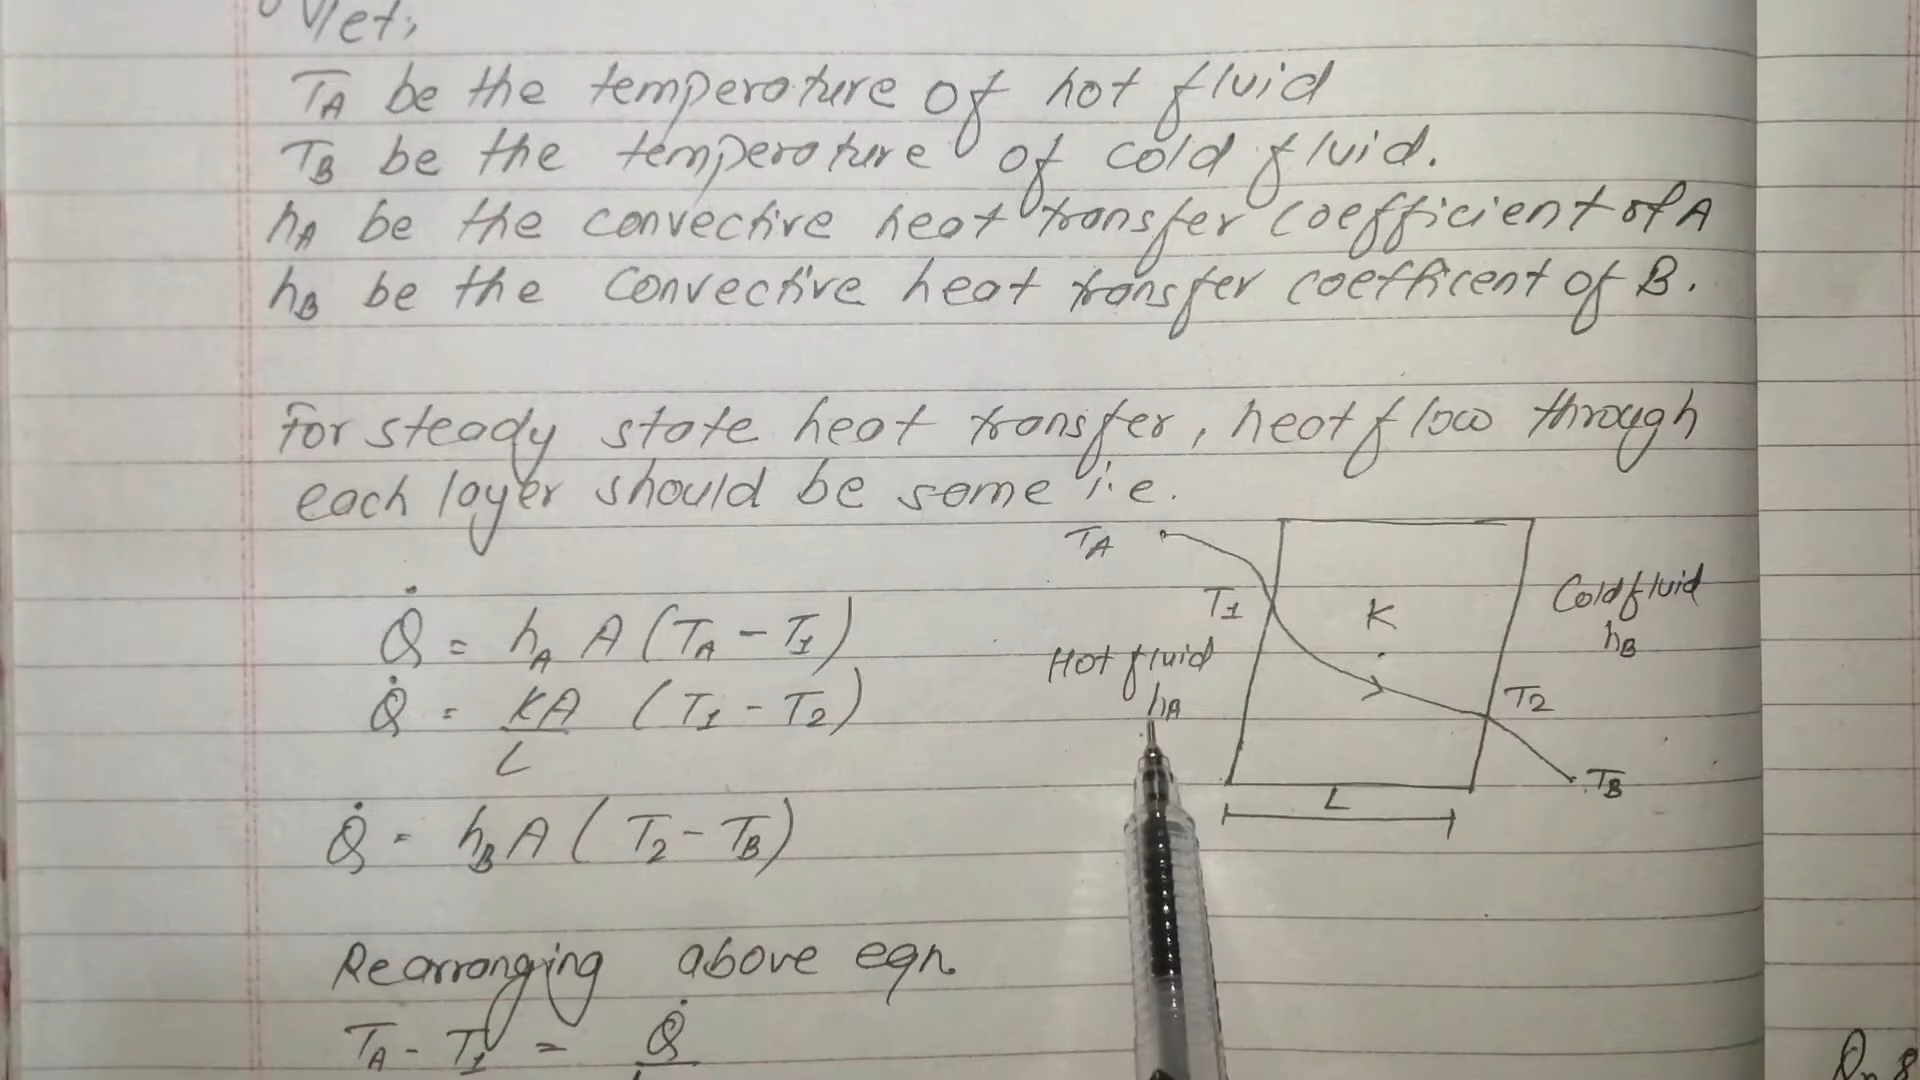 Let,
TA be the temperature of hot fluid
TB be the temperature of cold fluid.
hA be the convective heat transfer coefficient of A
hB be the convective heat transfer coefficent of B.
for steady state heat transfer, heat flow through
each layer should be same i.e.
TA
T1
K
Cold fluid
hB
Hot fluid
hA
T2
TB
L
Q̇ = hA A (TA - T1)
Q̇ = KA/L (T1 - T2)
Q̇ = hB A (T2 - TB)
Rearranging above eqn.
TA - T1 = Q̇